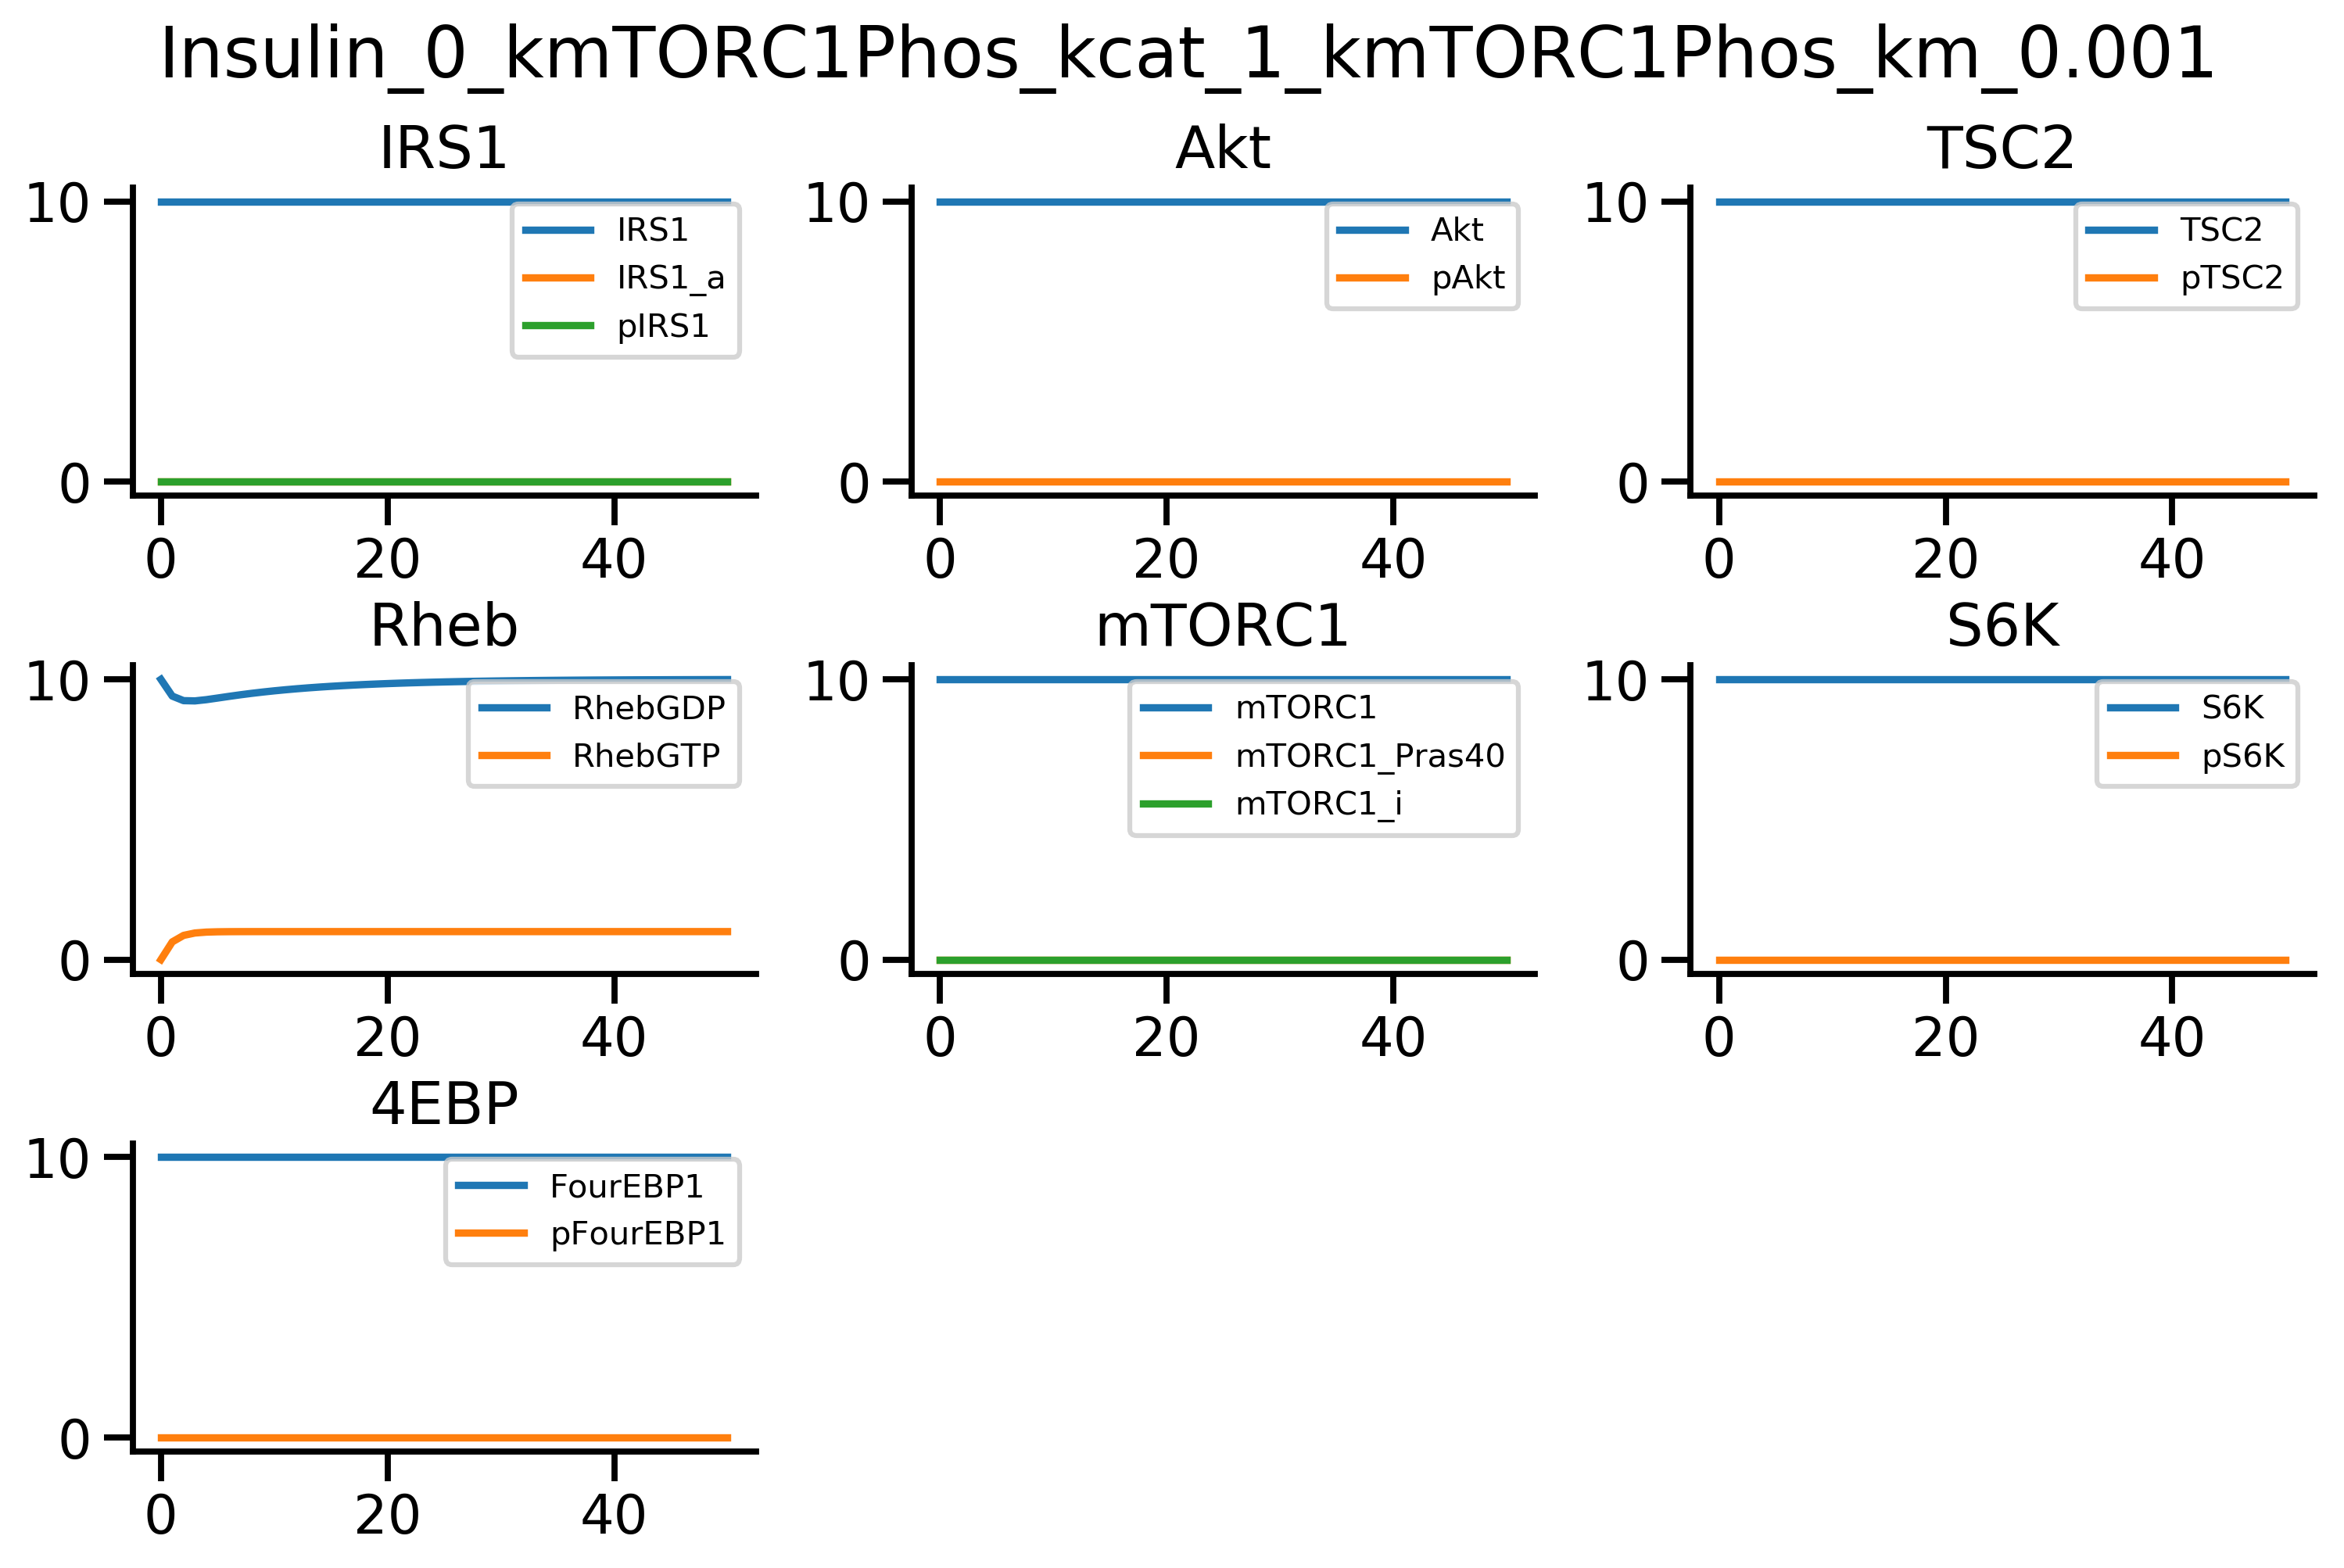 Insulin_0_kmTORC1Phos_kcat_1_kmTORC1Phos_km_0.001
IRS1
10
0
0 20 40
IRS1
IRS1_a
pIRS1
Akt
10
0
0 20 40
Akt
pAkt
TSC2
10
0
0 20 40
TSC2
pTSC2
Rheb
10
0
0 20 40
RhebGDP
RhebGTP
mTORC1
10
0
0 20 40
mTORC1
mTORC1_Pras40
mTORC1_i
S6K
10
0
0 20 40
S6K
pS6K
4EBP
10
0
0 20 40
FourEBP1
pFourEBP1